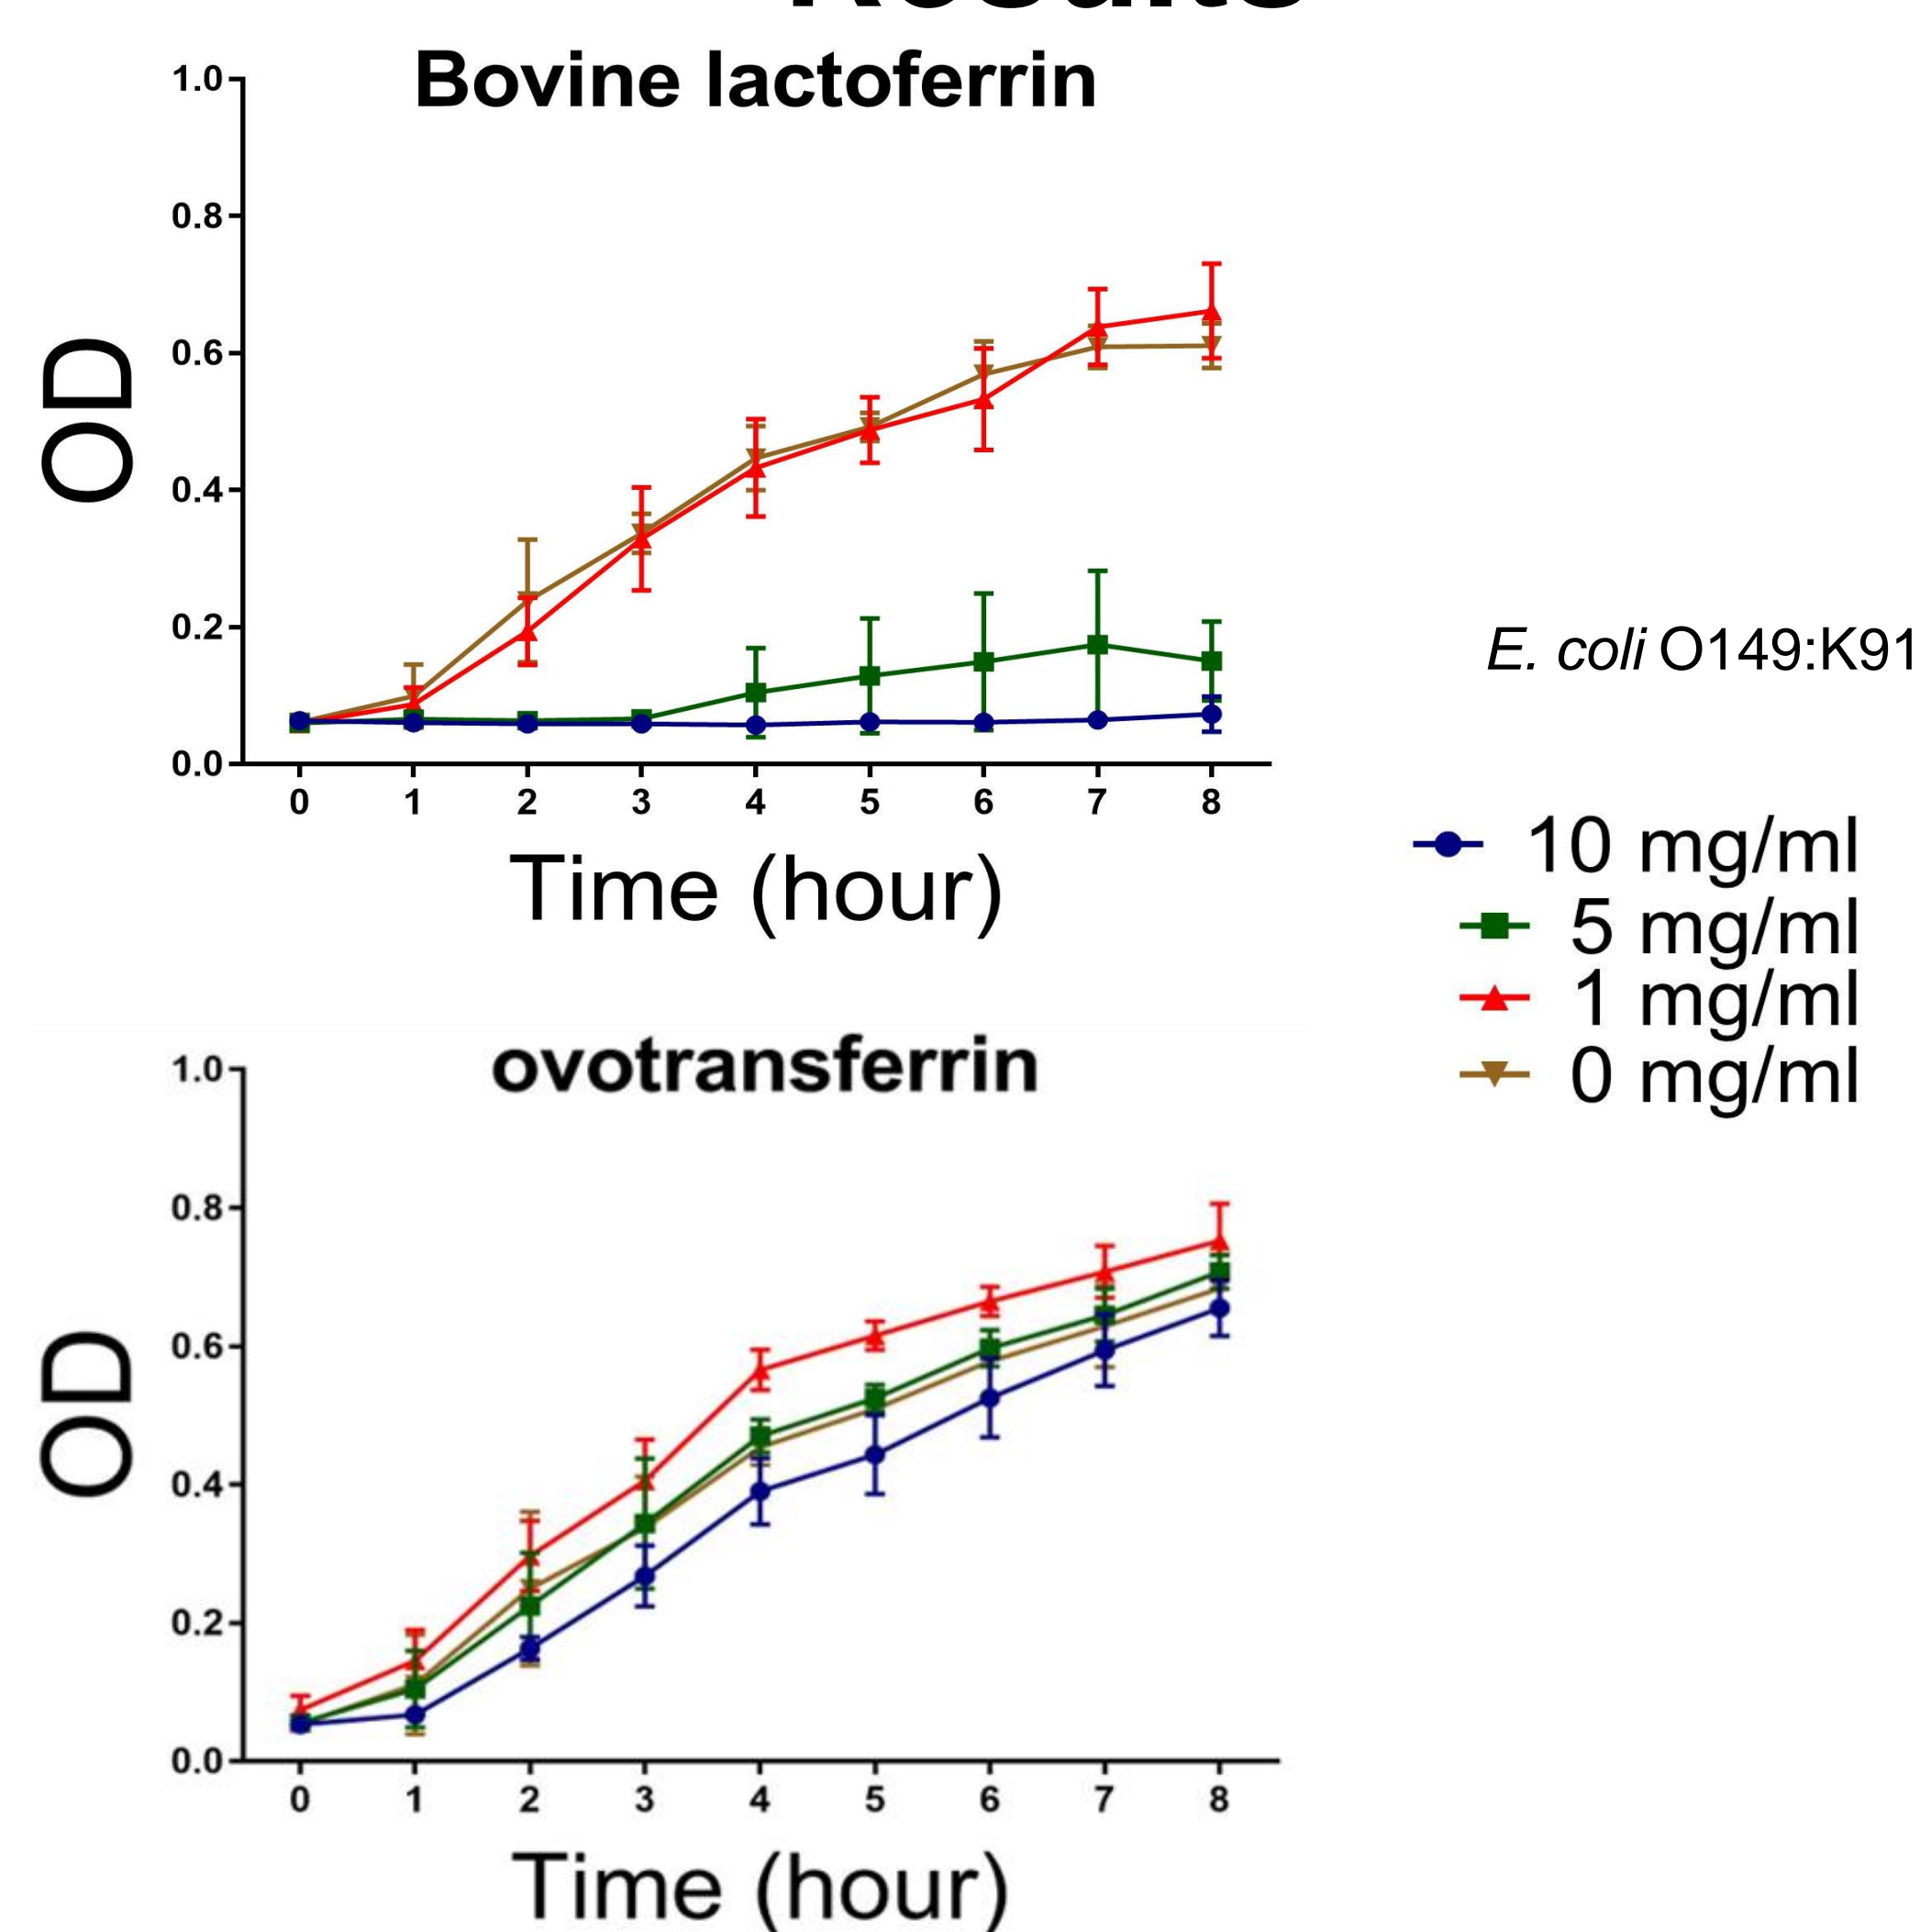 Bovine lactoferrin
1.0
0.8
0.6
0.4
0.2
0.0
OD
0 1 2 3 4 5 6 7 8
Time (hour)
E. coli O149:K91
10 mg/ml
5 mg/ml
1 mg/ml
0 mg/ml
ovotransferrin
1.0
0.8
0.6
0.4
0.2
0.0
OD
0 1 2 3 4 5 6 7 8
Time (hour)